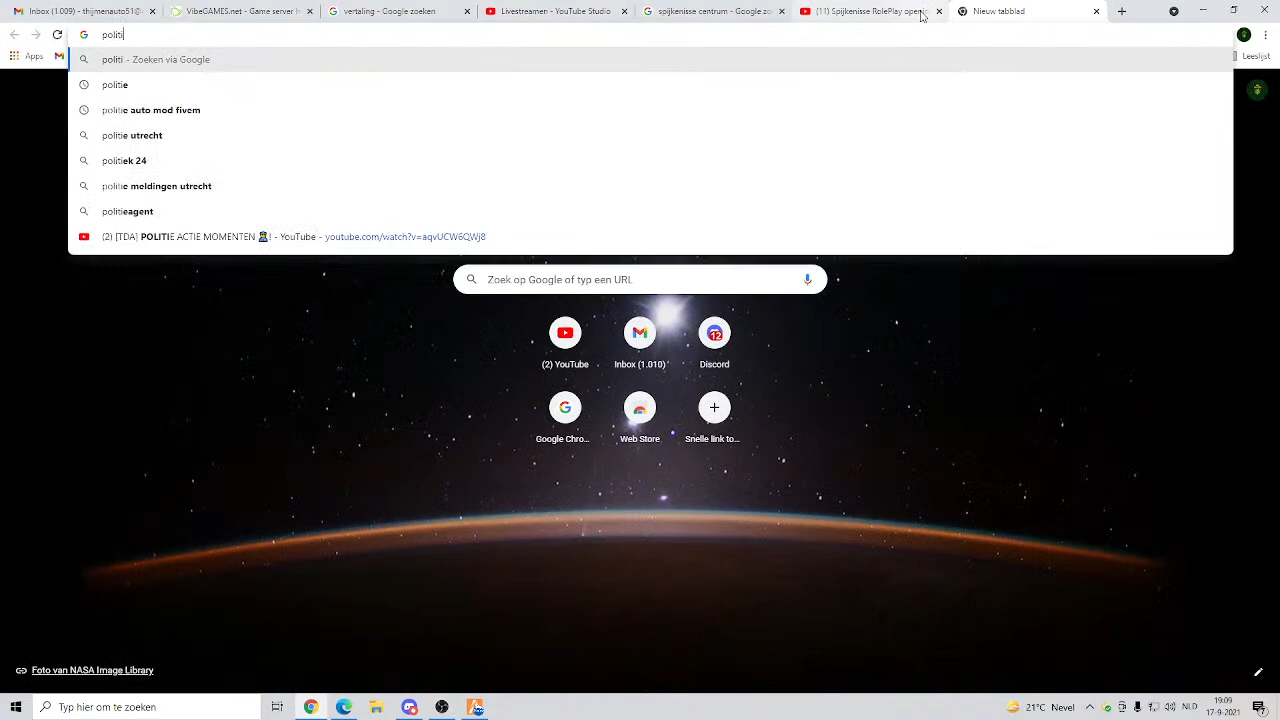 Inbox (1.009) - thijmenauto51@
VibeGAMES.net - Game server h
vertaling - Google zoeken
Livestreamen - YouTube Studio
spijkenisse centrum - Google zo
(11) Spijkenisse RolePlay openi
Nieuw tabblad
politi
Apps
Leeslijst
politi - Zoeken via Google
politie
politie auto mod fivem
politie utrecht
politiek 24
politie meldingen utrecht
politieagent
(2) [TDA] POLITIE ACTIE MOMENTEN 👮! - YouTube - youtube.com/watch?v=aqvUCW6QWj8
Zoek op Google of typ een URL
12
(2) YouTube
Inbox (1.010)
Discord
Google Chro...
Web Store
Snelle link to...
Foto van NASA Image Library
Typ hier om te zoeken
21°C Nevel
NLD
19:09
17-9-2021